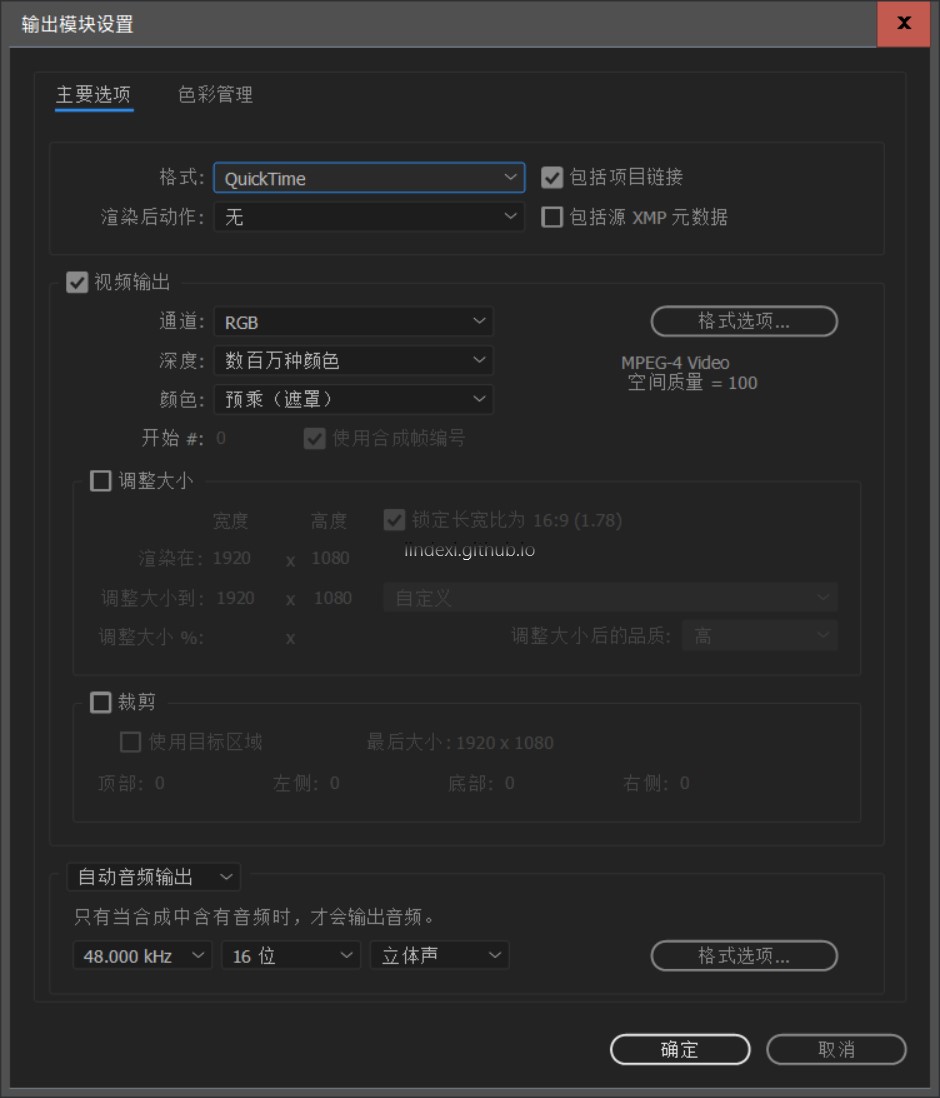 输出模块设置
x
主要选项 色彩管理
格式: QuickTime 包括项目链接
渲染后动作: 无 包括源 XMP 元数据
视频输出
通道: RGB 格式选项...
深度: 数百万种颜色 MPEG-4 Video
颜色: 预乘（遮罩） 空间质量 = 100
开始 #: 0 使用合成帧编号
调整大小
宽度 高度 锁定长宽比为 16:9 (1.78)
渲染在: 1920 x 1080 lindexi.github.io
调整大小到: 1920 x 1080 自定义
调整大小 %: x 调整大小后的品质: 高
裁剪
使用目标区域 最后大小: 1920 x 1080
顶部: 0 左侧: 0 底部: 0 右侧: 0
自动音频输出
只有当合成中含有音频时，才会输出音频。
48.000 kHz 16 位 立体声 格式选项...
确定 取消